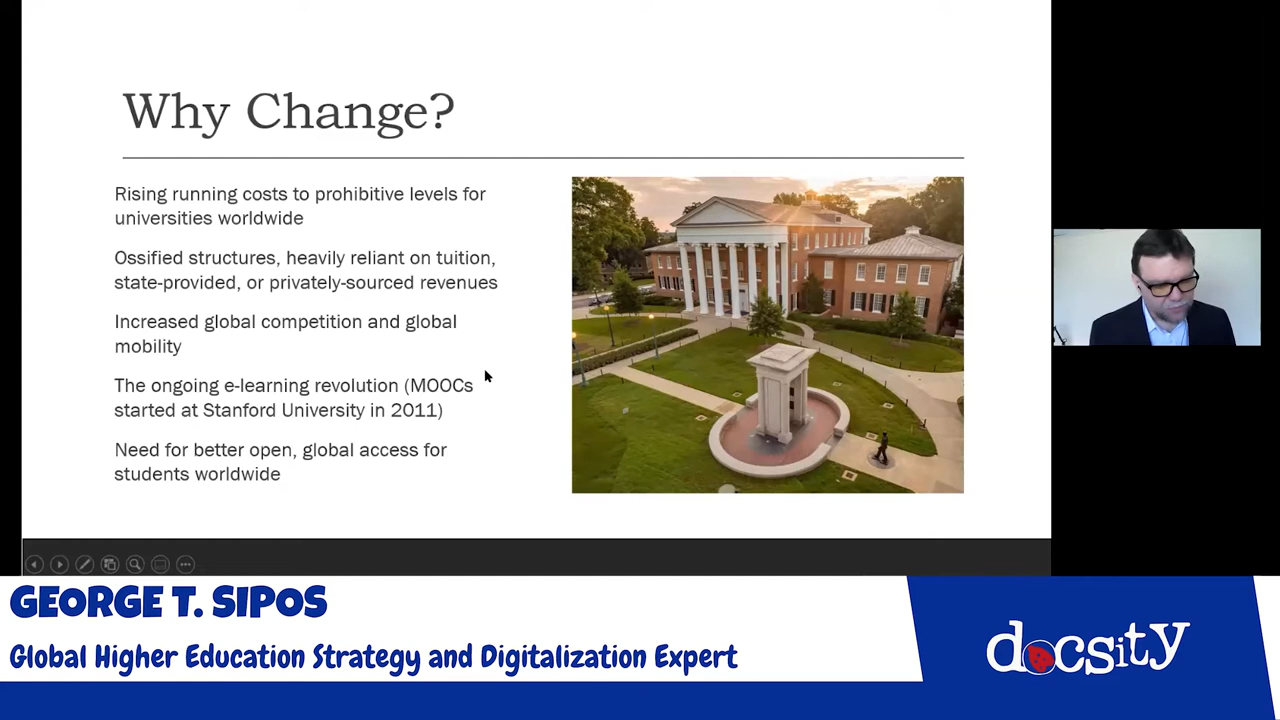 Why Change?
Rising running costs to prohibitive levels for
universities worldwide
Ossified structures, heavily reliant on tuition,
state-provided, or privately-sourced revenues
Increased global competition and global
mobility
The ongoing e-learning revolution (MOOCs
started at Stanford University in 2011)
Need for better open, global access for
students worldwide
GEORGE T. SIPOS
Global Higher Education Strategy and Digitalization Expert
docsity